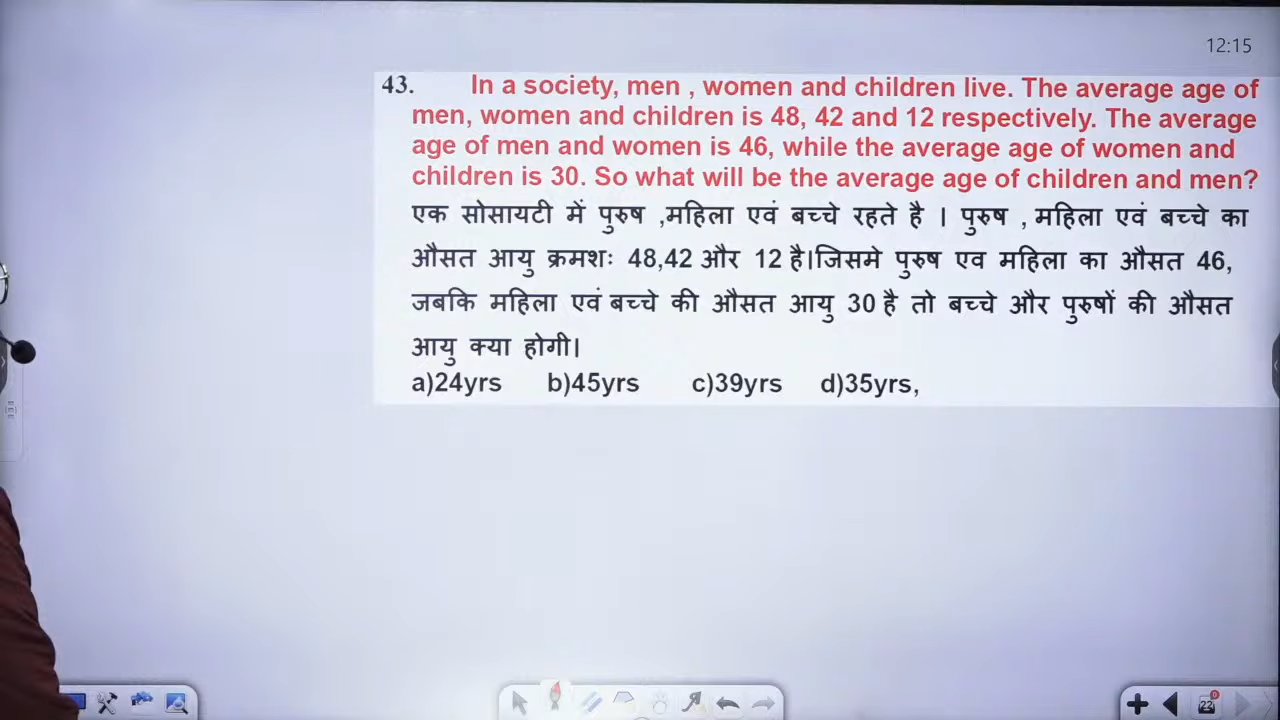 12:15
43. In a society, men , women and children live. The average age of
men, women and children is 48, 42 and 12 respectively. The average
age of men and women is 46, while the average age of women and
children is 30. So what will be the average age of children and men?
एक सोसायटी में पुरुष ,महिला एवं बच्चे रहते है । पुरुष , महिला एवं बच्चे का
औसत आयु क्रमशः 48,42 और 12 है।जिसमे पुरुष एव महिला का औसत 46,
जबकि महिला एवं बच्चे की औसत आयु 30 है तो बच्चे और पुरुषों की औसत
आयु क्या होगी।
a)24yrs b)45yrs c)39yrs d)35yrs,
22